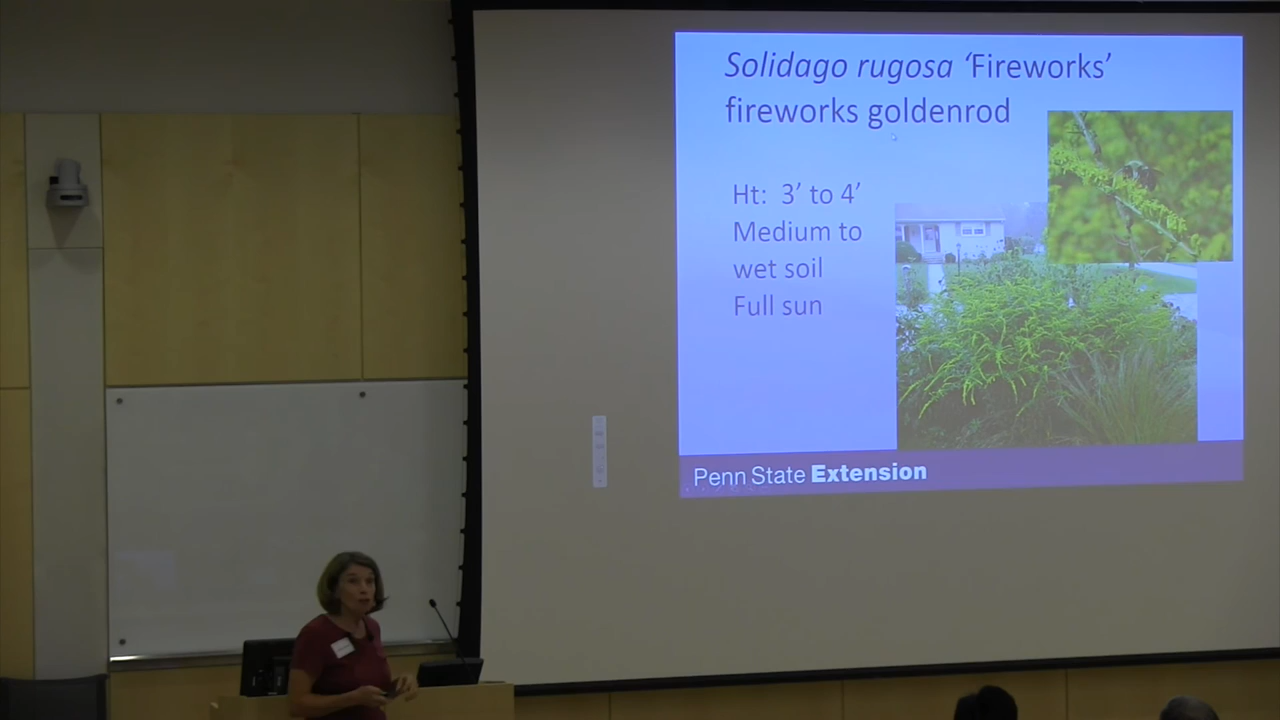 Solidago rugosa ‘Fireworks’
fireworks goldenrod
Ht: 3’ to 4’
Medium to
wet soil
Full sun
Penn State Extension